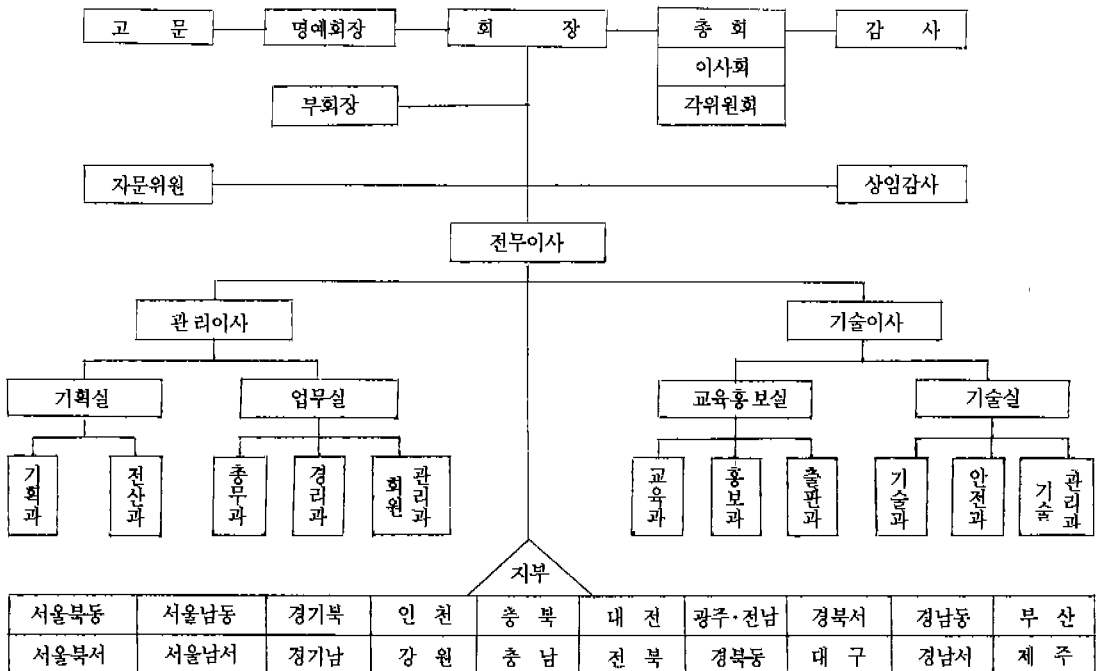 고 문 명예회장 회 장 총 회 감 사
이사회
부회장 각위원회
자문위원 상임감사
전무이사
관리이사 기술이사
기획실 업무실 교육홍보실 기술실
기획과 전산과 총무과 경리과 회원관리과 교육과 홍보과 출판과 기술과 안전과 기술관리과
지부
서울북동 서울남동 경기북 인 천 충 북 대 전 광주·전남 경북서 경남동 부 산
서울북서 서울남서 경기남 강 원 충 남 전 북 경북동 대 구 경남서 제 주